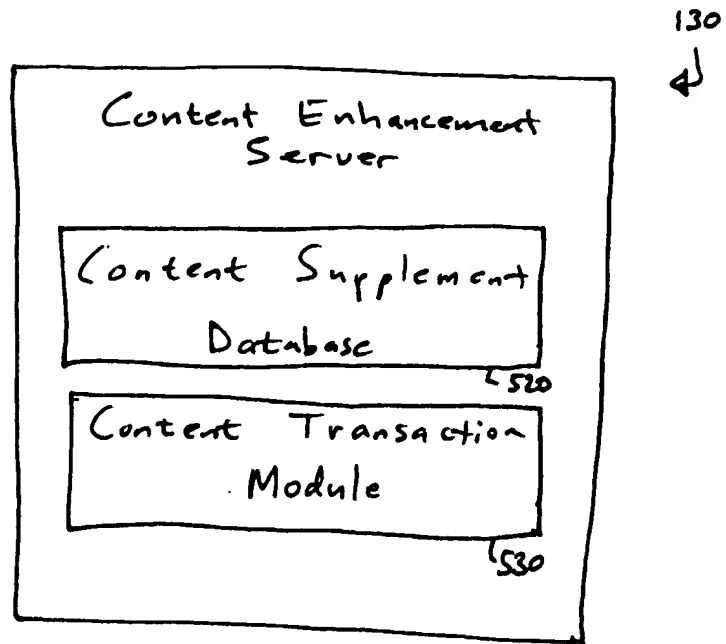 130
Content Enhancement
Server
Content Supplement
Database
520
Content Transaction
Module
530